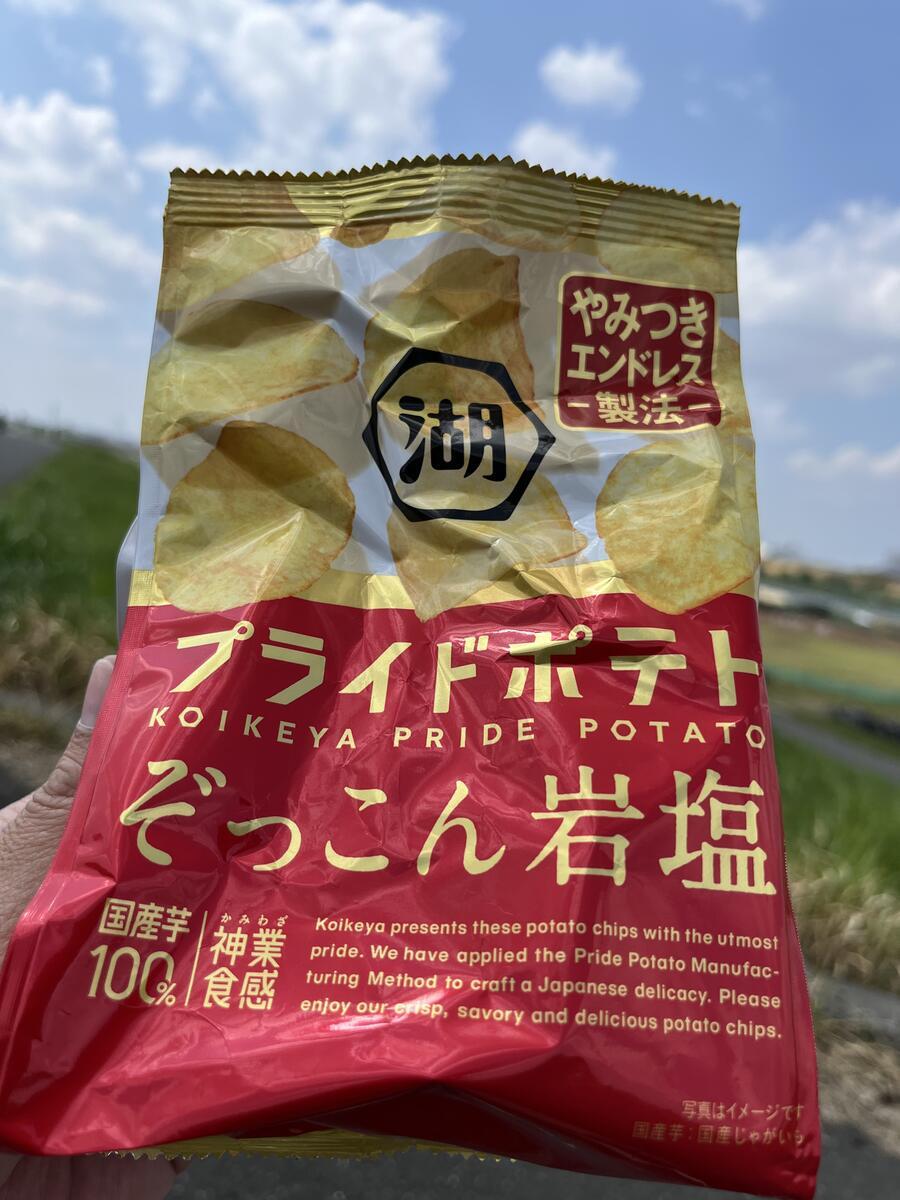 やみつき
エンドレス
-製法-
湖
プライドポテト
KOIKEYA PRIDE POTATO
ぞっこん岩塩
国産芋
100%
かみわざ
神業
食感
Koikeya presents these potato chips with the utmost
pride. We have applied the Pride Potato Manufac-
turing Method to craft a Japanese delicacy. Please
enjoy our crisp, savory and delicious potato chips.
写真はイメージです
国産芋:国産じゃがいも